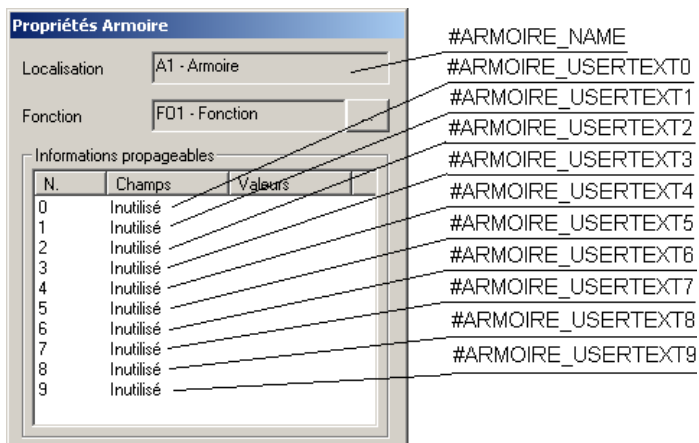 Propriétés Armoire
#ARMOIRE_NAME
Localisation A1 - Armoire
#ARMOIRE_USERTEXT0
#ARMOIRE_USERTEXT1
Fonction F01 - Fonction
#ARMOIRE_USERTEXT2
Informations propageables
#ARMOIRE_USERTEXT3
N. Champs Valeurs
#ARMOIRE_USERTEXT4
0 Inutilisé
1 Inutilisé
#ARMOIRE_USERTEXT5
2 Inutilisé
#ARMOIRE_USERTEXT6
3 Inutilisé
4 Inutilisé
#ARMOIRE_USERTEXT7
5 Inutilisé
#ARMOIRE_USERTEXT8
6 Inutilisé
7 Inutilisé
#ARMOIRE_USERTEXT9
8 Inutilisé
9 Inutilisé